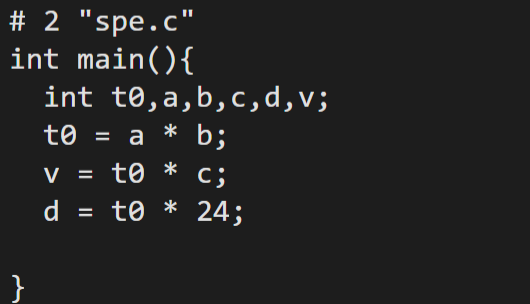 # 2 "spe.c"
int main(){
  int t0,a,b,c,d,v;
  t0 = a * b;
  v = t0 * c;
  d = t0 * 24;

}